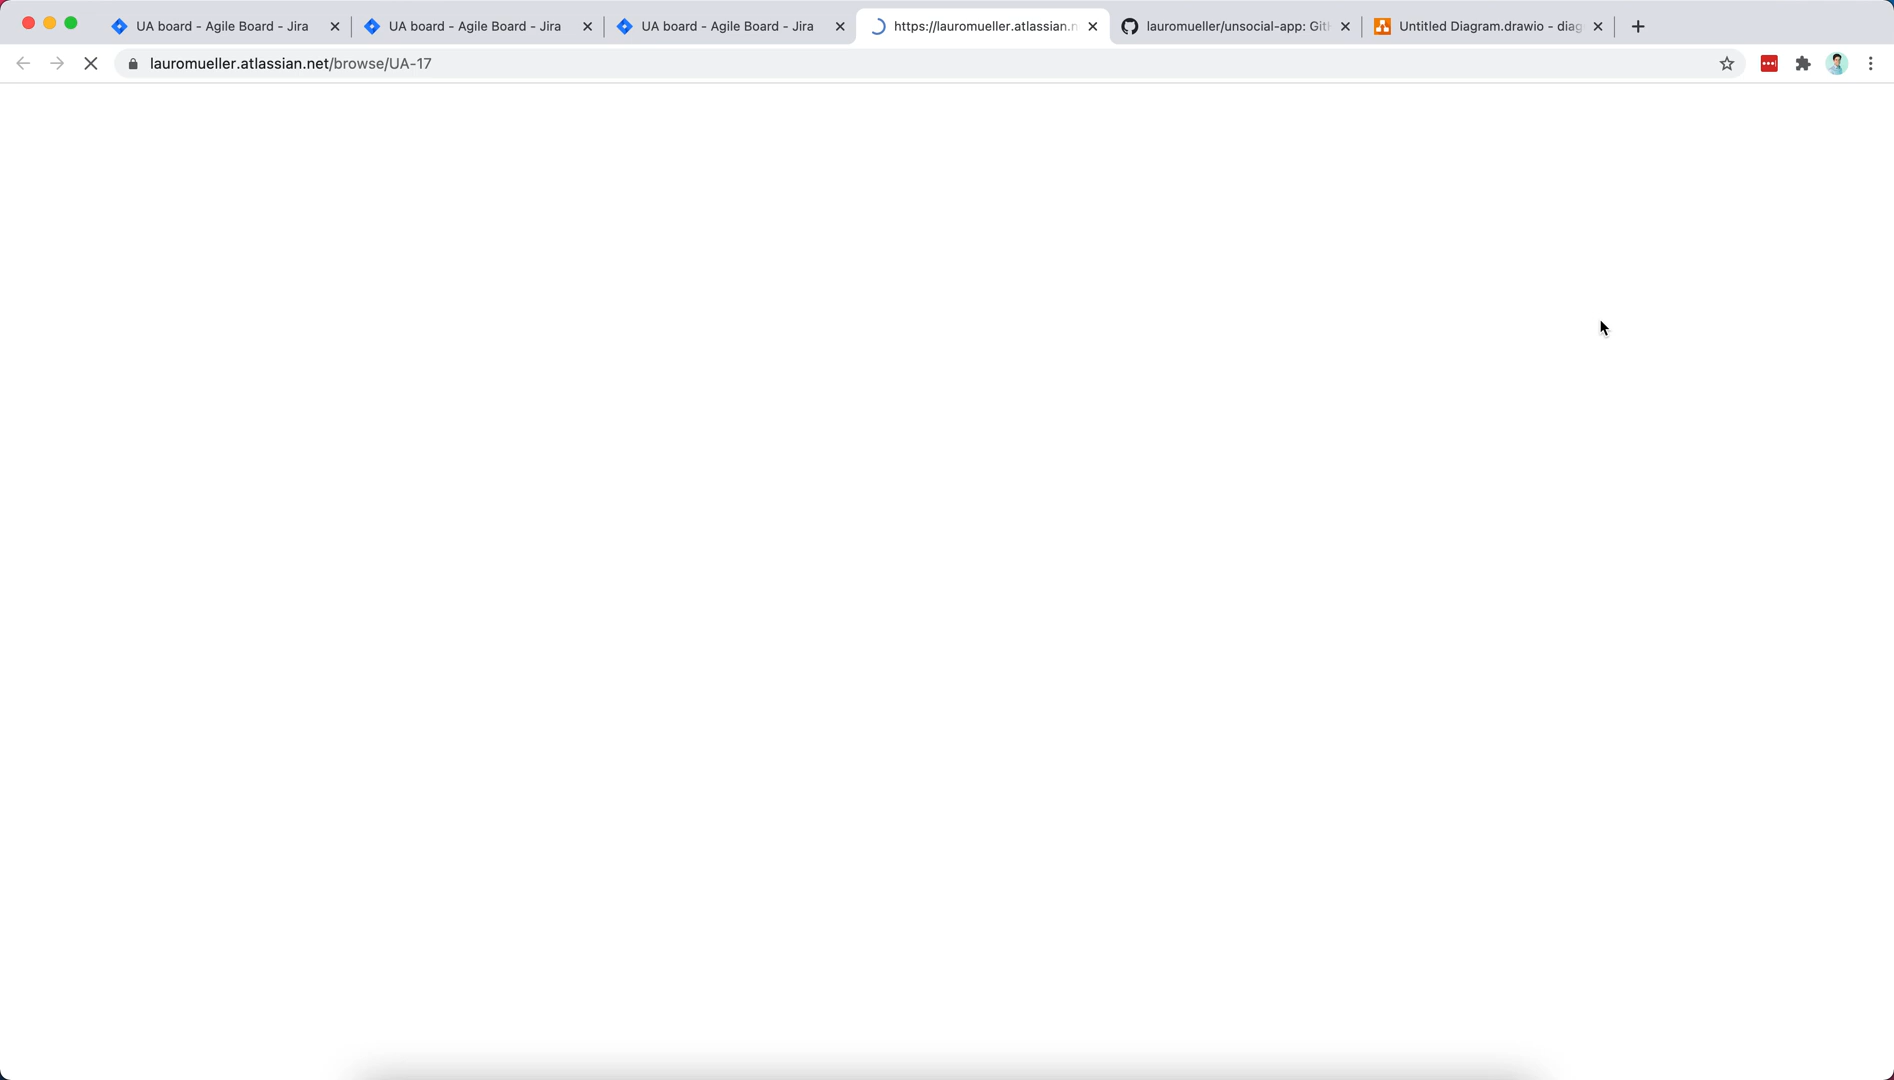 UA board - Agile Board - Jira
UA board - Agile Board - Jira
UA board - Agile Board - Jira
https://lauromueller.atlassian.n
lauromueller/unsocial-app: Git
Untitled Diagram.drawio - diag
lauromueller.atlassian.net/browse/UA-17